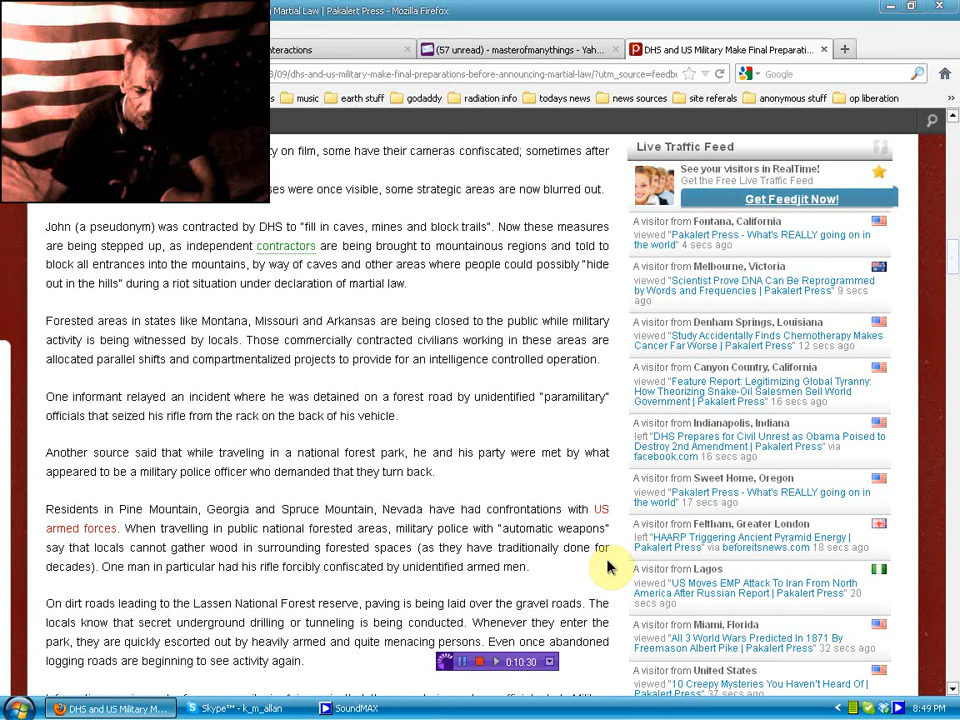 g Martial Law | Pakalert Press - Mozilla Firefox
nteractions
(57 unread) - masterofmanythings - Yah...
DHS and US Military Make Final Preparati...
3/09/dhs-and-us-military-make-final-preparations-before-announcing-martial-law/?utm_source=feedb
Google
music
earth stuff
godaddy
radiation info
todays news
news sources
site referals
anonymous stuff
op liberation
ty on film, some have their cameras confiscated; sometimes after
ses were once visible, some strategic areas are now blurred out.
John (a pseudonym) was contracted by DHS to "fill in caves, mines and block trails". Now these measures
are being stepped up, as independent contractors are being brought to mountainous regions and told to
block all entrances into the mountains, by way of caves and other areas where people could possibly "hide
out in the hills" during a riot situation under declaration of martial law.
Forested areas in states like Montana, Missouri and Arkansas are being closed to the public while military
activity is being witnessed by locals. Those commercially contracted civilians working in these areas are
allocated parallel shifts and compartmentalized projects to provide for an intelligence controlled operation.
One informant relayed an incident where he was detained on a forest road by unidentified "paramilitary"
officials that seized his rifle from the rack on the back of his vehicle.
Another source said that while traveling in a national forest park, he and his party were met by what
appeared to be a military police officer who demanded that they turn back.
Residents in Pine Mountain, Georgia and Spruce Mountain, Nevada have had confrontations with US
armed forces. When travelling in public national forested areas, military police with "automatic weapons"
say that locals cannot gather wood in surrounding forested spaces (as they have traditionally done for
decades). One man in particular had his rifle forcibly confiscated by unidentified armed men.
On dirt roads leading to the Lassen National Forest reserve, paving is being laid over the gravel roads. The
locals know that secret underground drilling or tunneling is being conducted. Whenever they enter the
park, they are quickly escorted out by heavily armed and quite menacing persons. Even once abandoned
logging roads are beginning to see activity again.
0:10:30
Live Traffic Feed
See your visitors in RealTime!
Get the Free Live Traffic Feed
Get Feedjit Now!
A visitor from Fontana, California
viewed "Pakalert Press - What's REALLY going on in
the world" 4 secs ago
A visitor from Melbourne, Victoria
viewed "Scientist Prove DNA Can Be Reprogrammed
by Words and Frequencies | Pakalert Press" 9 secs
ago
A visitor from Denham Springs, Louisiana
viewed "Study Accidentally Finds Chemotherapy Makes
Cancer Far Worse | Pakalert Press" 12 secs ago
A visitor from Canyon Country, California
viewed "Feature Report: Legitimizing Global Tyranny:
How Theorizing Snake-Oil Salesmen Sell World
Government | Pakalert Press" 16 secs ago
A visitor from Indianapolis, Indiana
left "DHS Prepares for Civil Unrest as Obama Poised to
Destroy 2nd Amendment | Pakalert Press" via
facebook.com 16 secs ago
A visitor from Sweet Home, Oregon
viewed "Pakalert Press - What's REALLY going on in
the world" 17 secs ago
A visitor from Feltham, Greater London
viewed "HAARP Triggering Ancient Pyramid Energy |
Pakalert Press" via beforeitsnews.com 18 secs ago
A visitor from Lagos
viewed "US Moves EMP Attack To Iran From North
America After Russian Report | Pakalert Press" 20
secs ago
A visitor from Miami, Florida
viewed "All 3 World Wars Predicted In 1871 By
Freemason Albert Pike | Pakalert Press" 32 secs ago
A visitor from United States
viewed "10 Creepy Mysteries You Haven't Heard Of |
Pakalert Press" 37 secs ago
DHS and US Military M...
Skype™ - k_m_allan
SoundMAX
8:49 PM